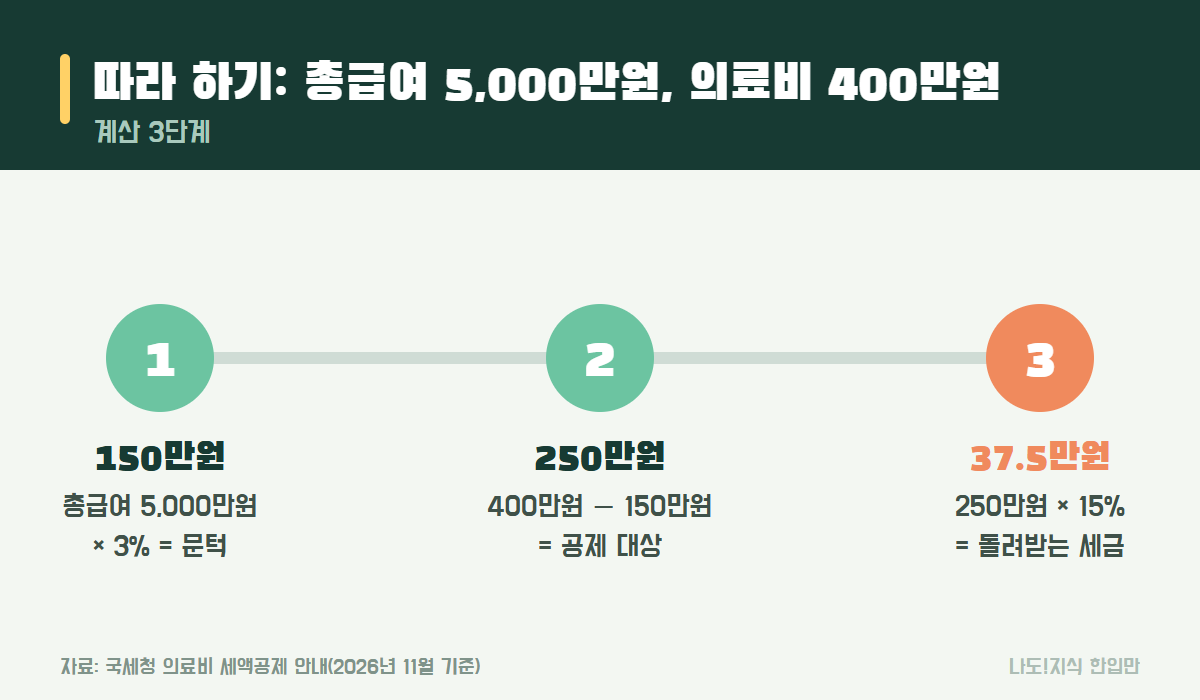 따라 하기: 총급여 5,000만원, 의료비 400만원
계산 3단계
1
150만원
총급여 5,000만원
× 3% = 문턱
2
250만원
400만원 — 150만원
= 공제 대상
3
37.5만원
250만원 × 15%
= 돌려받는 세금
자료: 국세청 의료비 세액공제 안내(2026년 11월 기준)
나도!지식 한입만